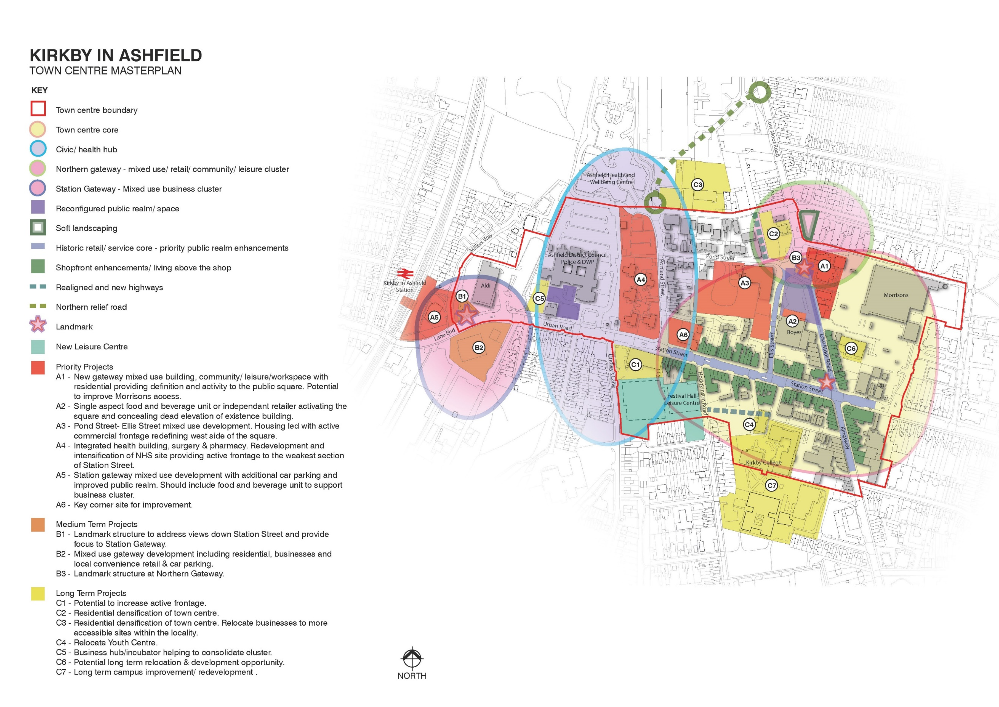 KIRKBY IN ASHFIELD
TOWN CENTRE MASTERPLAN
KEY
Town centre boundary
Town centre core
Civic/ health hub
Northern gateway - mixed use/ retail/ community/ leisure cluster
Station Gateway - Mixed use business cluster
Reconfigured public realm/ space
Soft landscaping
Historic retail/ service core - priority public realm enhancements
Shopfront enhancements/ living above the shop
Realigned and new highways
Northern relief road
Landmark
New Leisure Centre
Priority Projects
A1 - New gateway mixed use building, community/ leisure/workspace with
residential providing definition and activity to the public square. Potential
to improve Morrisons access.
A2 - Single aspect food and beverage unit or independant retailer activating the
square and concealing dead elevation of existence building.
A3 - Pond Street- Ellis Street mixed use development. Housing led with active
commercial frontage redefining west side of the square.
A4 - Integrated health building, surgery & pharmacy. Redevelopment and
intensification of NHS site providing active frontage to the weakest section
of Station Street.
A5 - Station gateway mixed use development with additional car parking and
improved public realm. Should include food and beverage unit to support
business cluster.
A6 - Key corner site for improvement.
Medium Term Projects
B1 - Landmark structure to address views down Station Street and provide
focus to Station Gateway.
B2 - Mixed use gateway development including residential, businesses and
local convenience retail & car parking.
B3 - Landmark structure at Northern Gateway.
Long Term Projects
C1 - Potential to increase active frontage.
C2 - Residential densification of town centre.
C3 - Residential densification of town centre. Relocate businesses to more
accessible sites within the locality.
C4 - Relocate Youth Centre.
C5 - Business hub/incubator helping to consolidate cluster.
C6 - Potential long term relocation & development opportunity.
C7 - Long term campus improvement/ redevelopment .
NORTH
Low Moor Road
Ashfield Health and
Wellbeing Centre
C3
C2
Millers Way
Ashfield District Council,
Police & DWP
Pond Street
B3
A1
Portland Street
Kirkby in Ashfield
Station
Aldi
A4
A3
Morrisons
B1
C5
A5
A2
Urban Road
Boyes
Lane End
A6
B2
Station Street
Ellis Street
Low Moor Road
C6
C1
Lindley's Lane
Hodgkinson Road
Station Street
Festival Hall,
Leisure Centre
C4
Kingsway
Kirkby College
C7